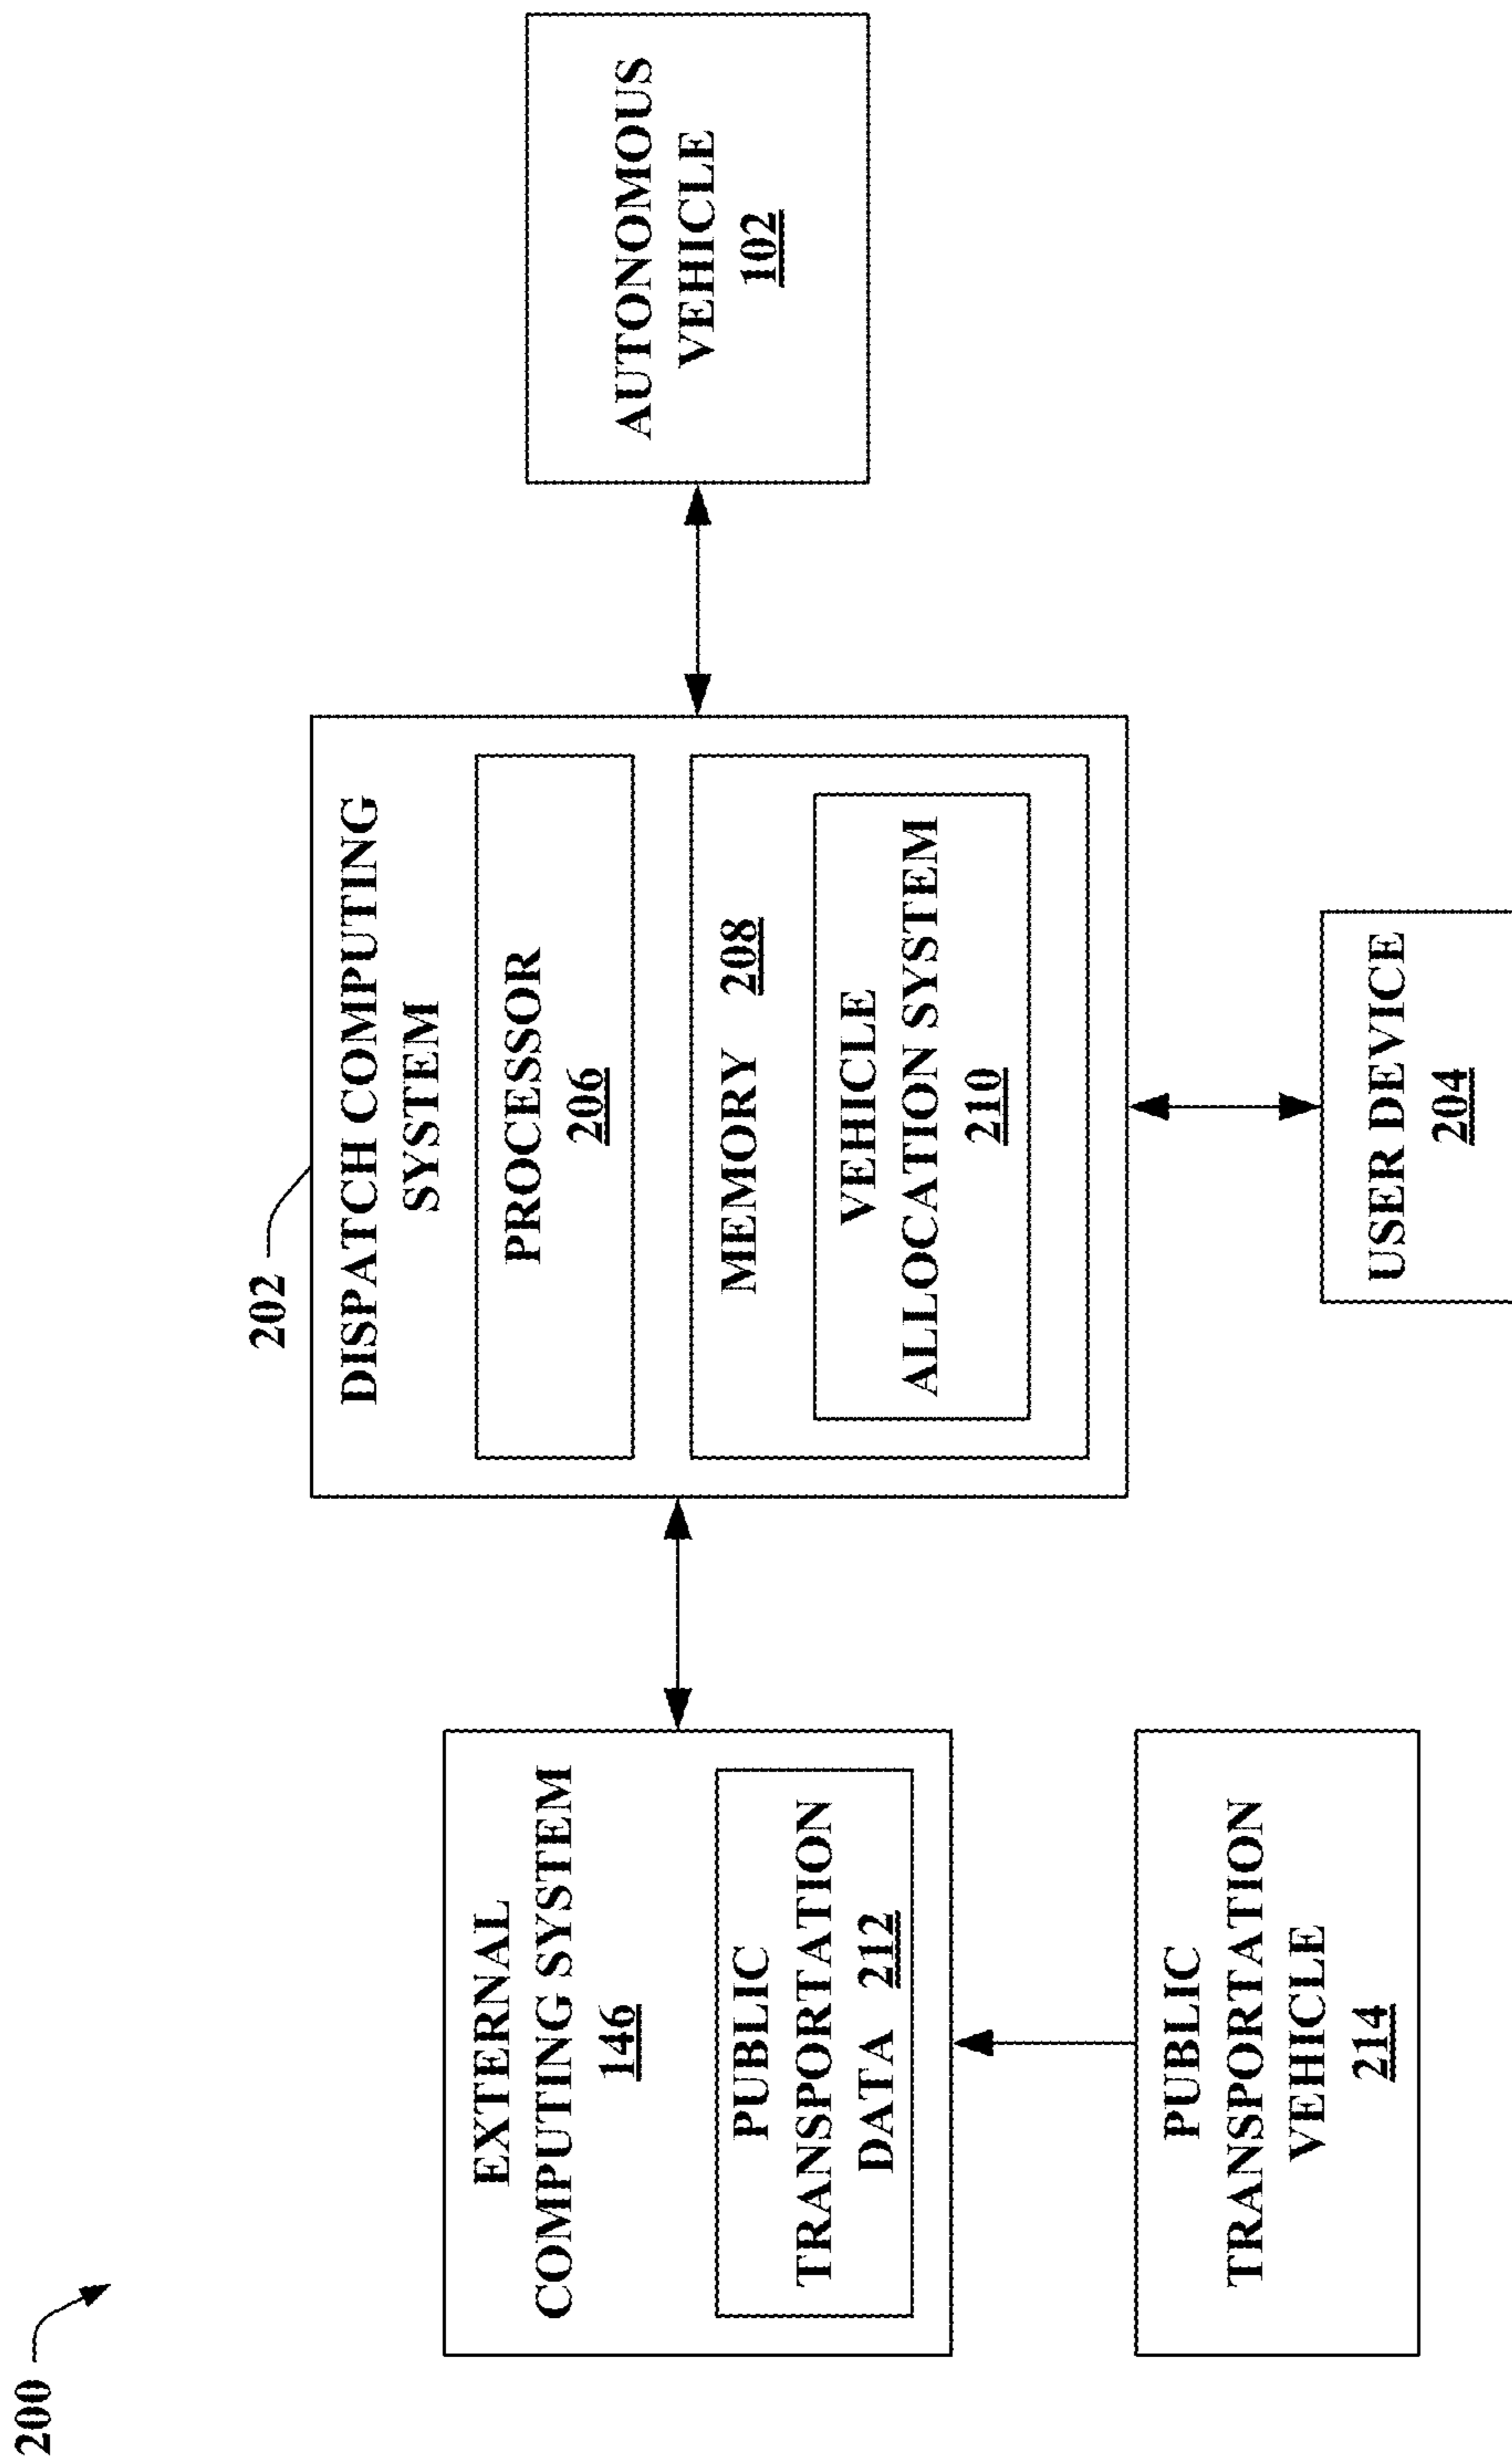 200
EXTERNAL
COMPUTING SYSTEM
146
PUBLIC
TRANSPORTATION
DATA 212
PUBLIC
TRANSPORTATION
VEHICLE
214
202
DISPATCH COMPUTING
SYSTEM
PROCESSOR
206
MEMORY 208
VEHICLE
ALLOCATION SYSTEM
210
USER DEVICE
204
AUTONOMOUS
VEHICLE
102